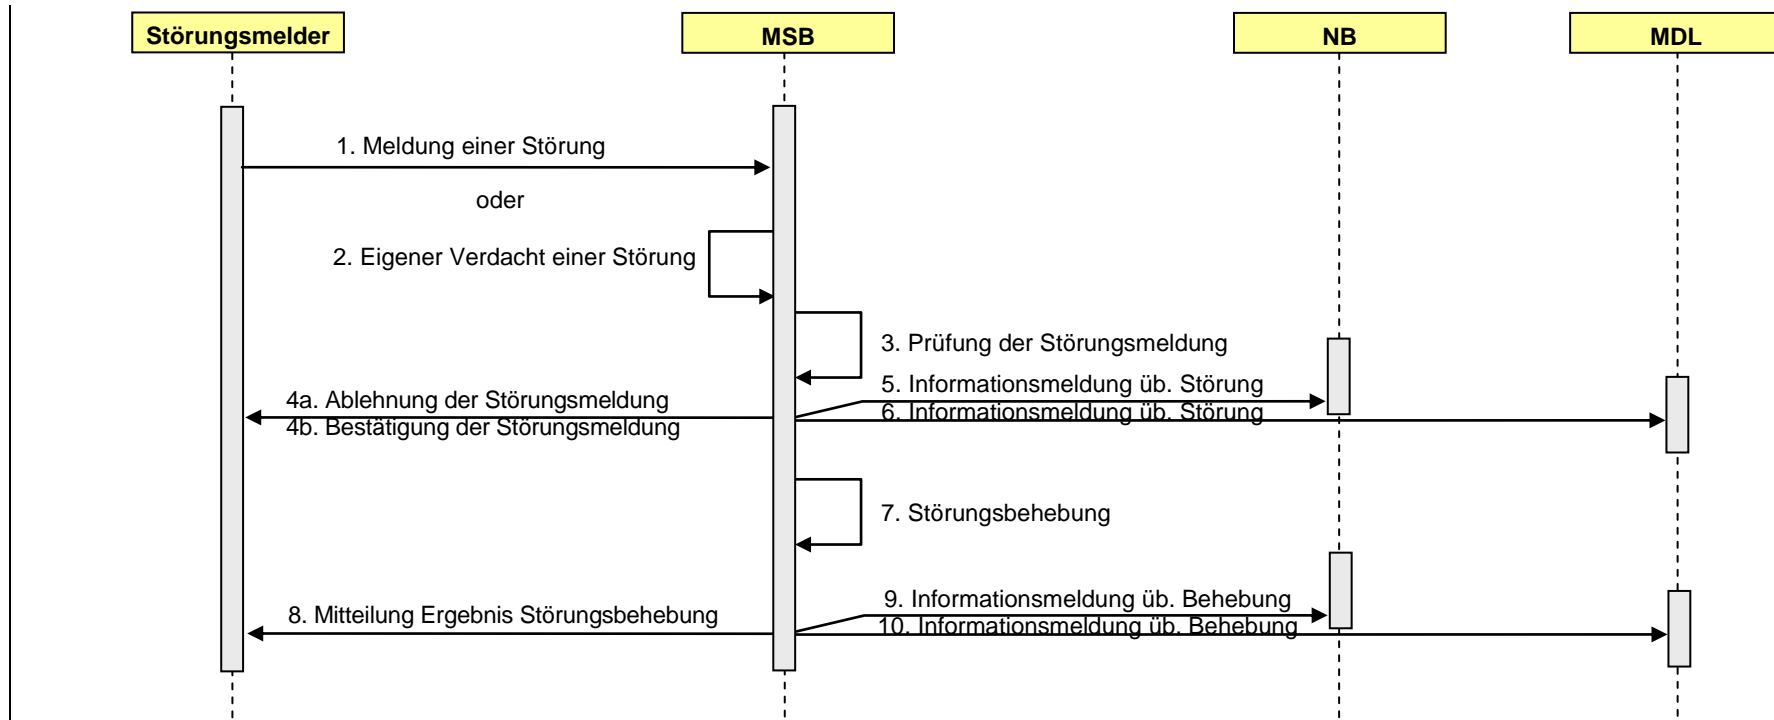 Störungsmelder
MSB
NB
MDL
1. Meldung einer Störung
oder
2. Eigener Verdacht einer Störung
3. Prüfung der Störungsmeldung
5. Informationsmeldung üb. Störung
4a. Ablehnung der Störungsmeldung
6. Informationsmeldung üb. Störung
4b. Bestätigung der Störungsmeldung
7. Störungsbehebung
9. Informationsmeldung üb. Behebung
8. Mitteilung Ergebnis Störungsbehebung
10. Informationsmeldung üb. Behebung